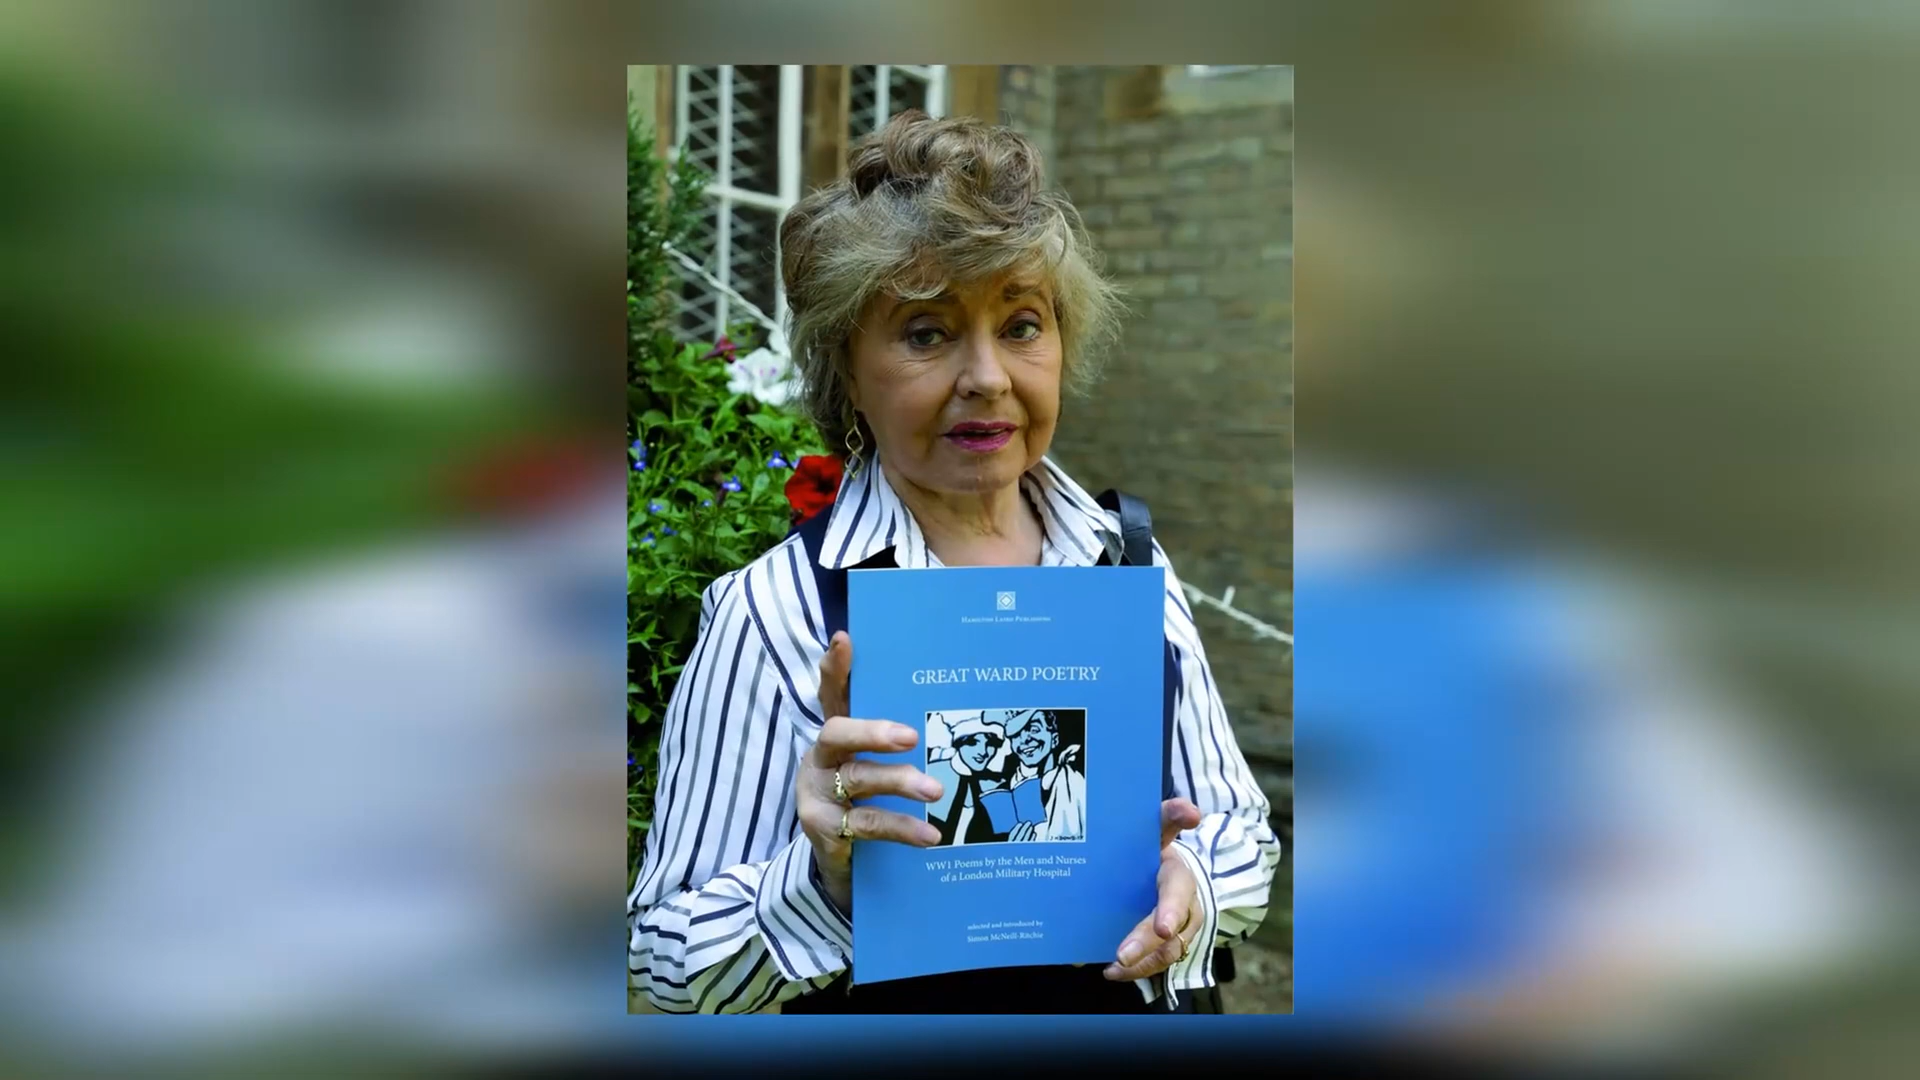 HAMILTON LAIRD PUBLISHING
GREAT WARD POETRY
WW1 Poems by the Men and Nurses
of a London Military Hospital
selected and introduced by
Simon McNeill-Ritchie